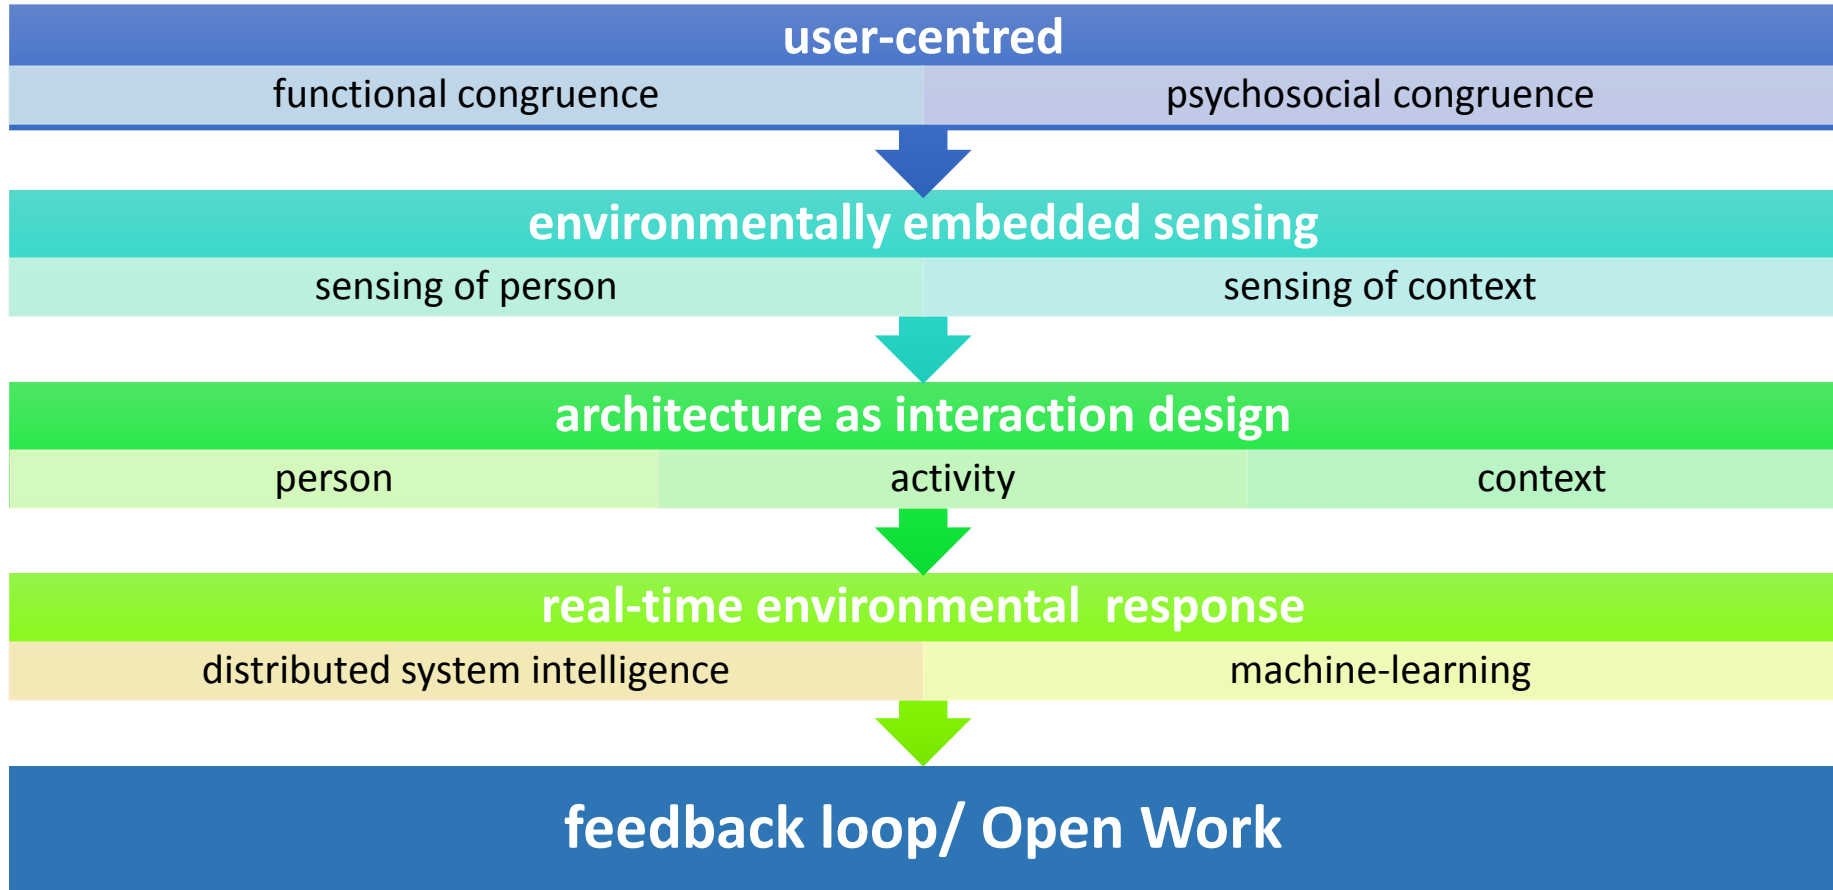 user-centred
functional congruence
psychosocial congruence
environmentally embedded sensing
sensing of person
sensing of context
architecture as interaction design
person
activity
context
real-time environmental  response
distributed system intelligence
machine-learning
feedback loop/ Open Work